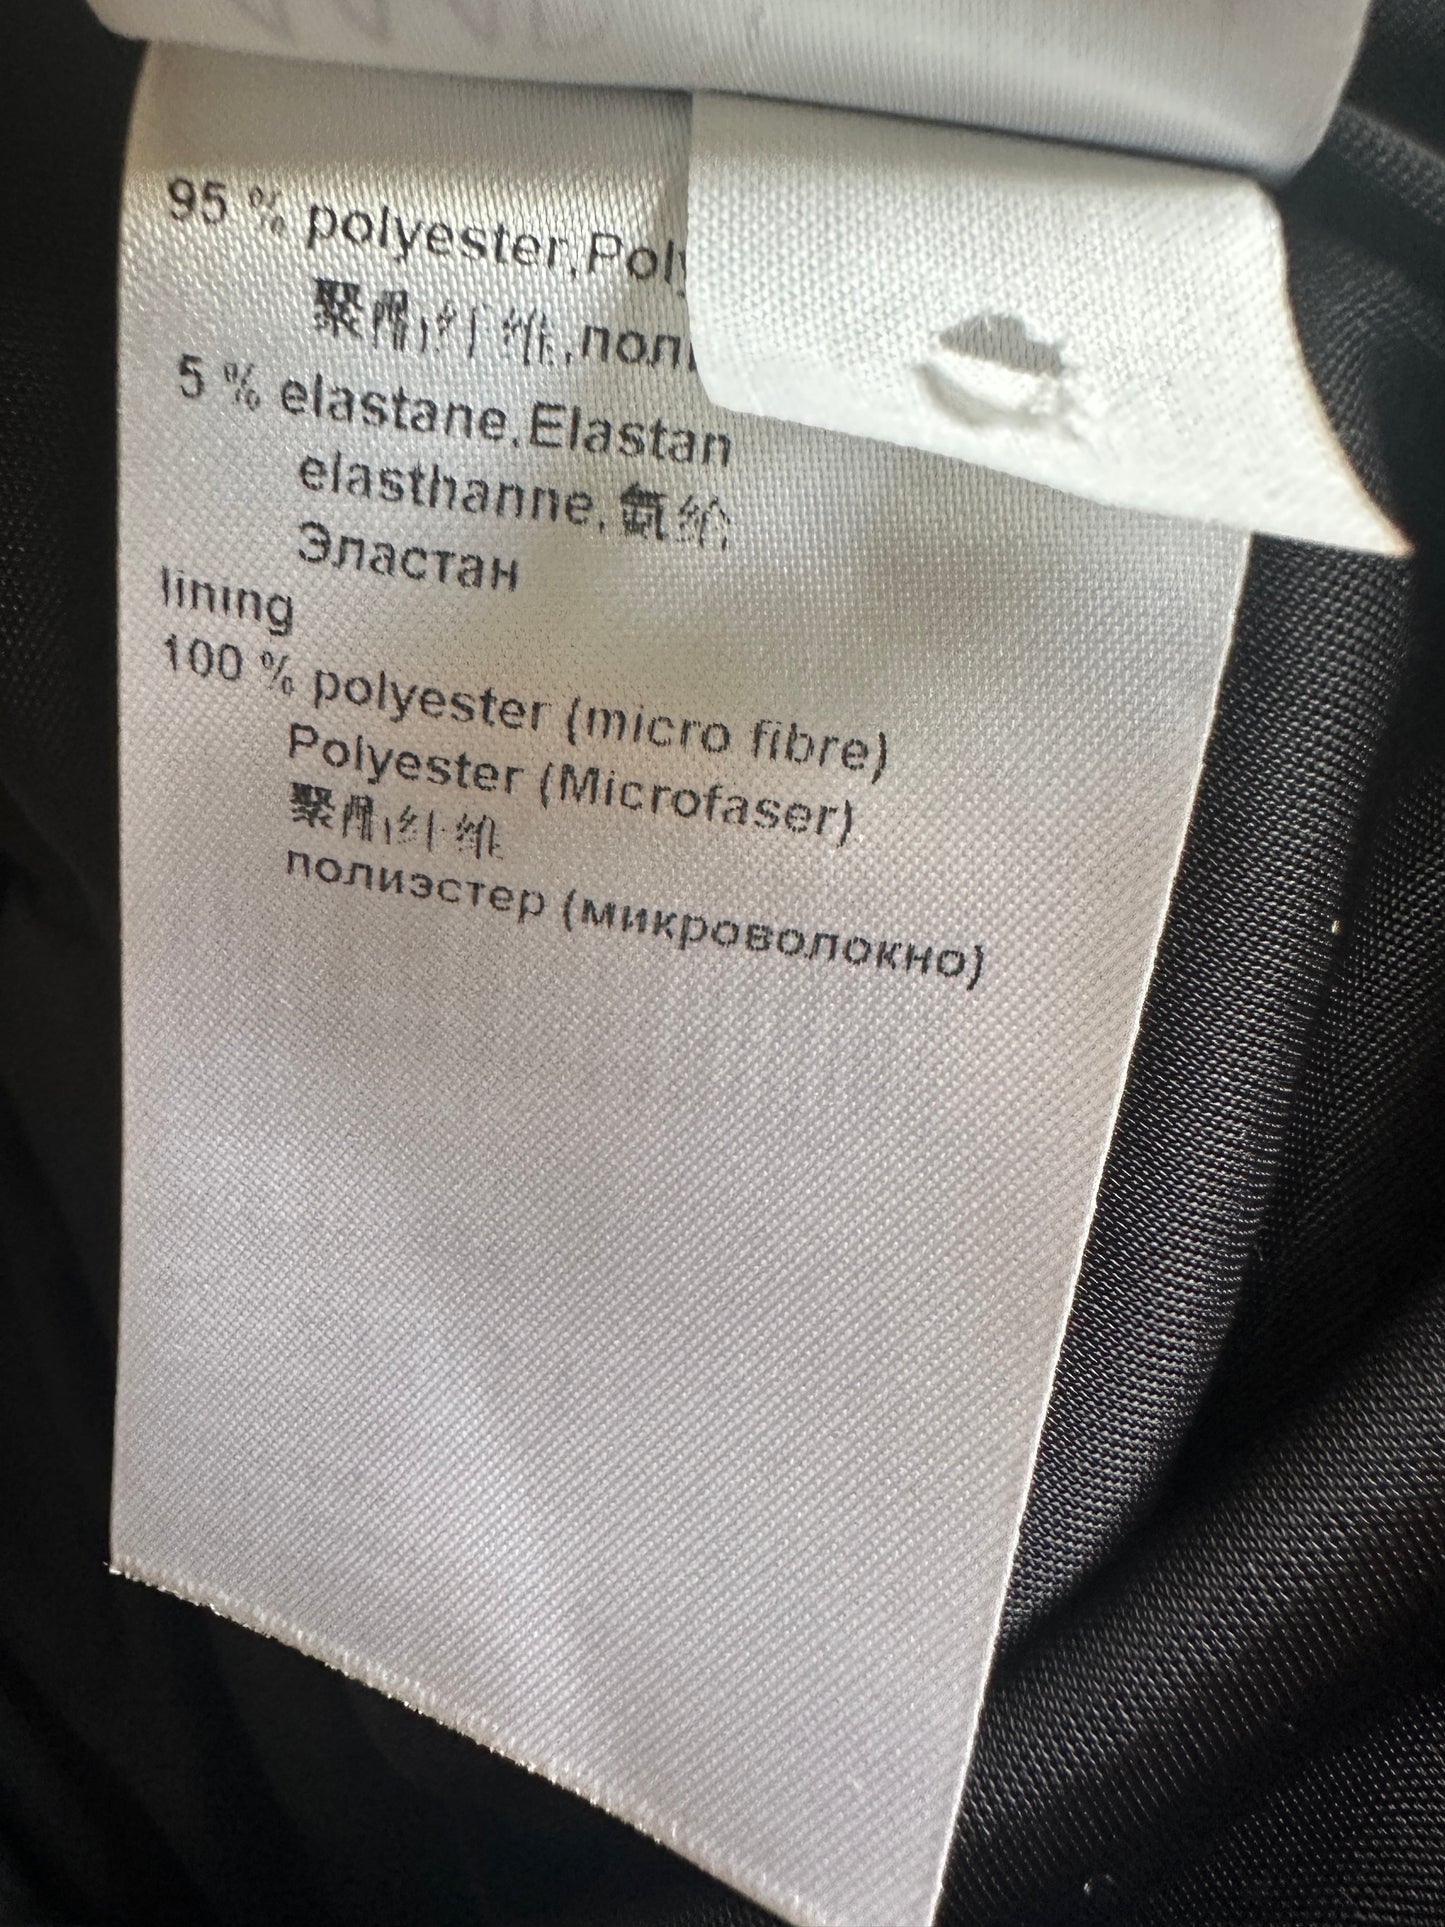 95 % polyester,Poly
聚酯纤维,пол
5 % elastane,Elastan
elasthanne,氨纶
Эластан
lining
100 % polyester (micro fibre)
Polyester (Microfaser)
聚酯纤维
полиэстер (микроволокно)